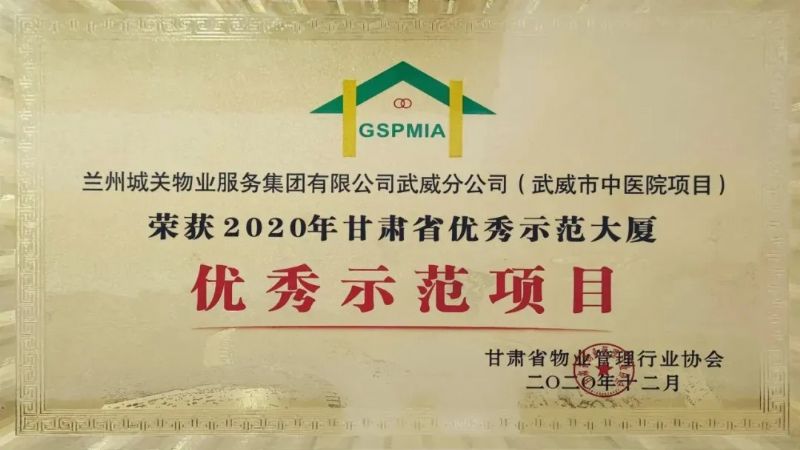 GSPMIA
兰州城关物业服务集团有限公司武威分公司（武威市中医院项目）
荣获2020年甘肃省优秀示范大厦
优秀示范项目
甘肃省物业管理行业协会
二〇二〇年十二月